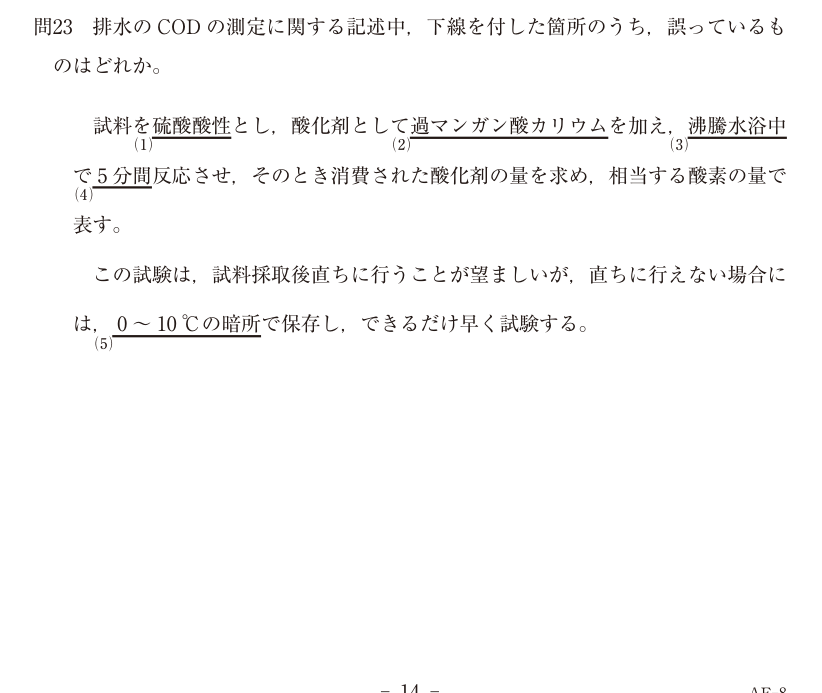 問23　排水の COD の測定に関する記述中，下線を付した箇所のうち，誤っているも
のはどれか。
試料を硫酸酸性とし，酸化剤として過マンガン酸カリウムを加え，沸騰水浴中
(1) (2) (3)
で 5 分間反応させ，そのとき消費された酸化剤の量を求め，相当する酸素の量で
(4)
表す。
この試験は，試料採取後直ちに行うことが望ましいが，直ちに行えない場合に
は，0 ～ 10 ℃の暗所で保存し，できるだけ早く試験する。
(5)
－ 14 －